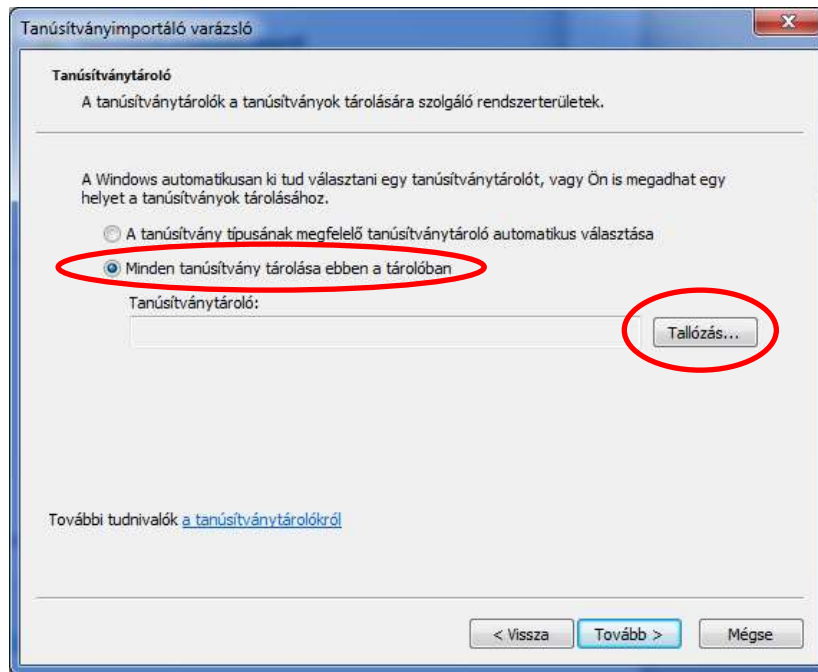 Tanúsítványimportáló varázsló
Tanúsítványtároló
A tanúsítványtárolók a tanúsítványok tárolására szolgáló rendszerterületek.
A Windows automatikusan ki tud választani egy tanúsítványtárolót, vagy Ön is megadhat egy
helyet a tanúsítványok tárolásához.
A tanúsítvány típusának megfelelő tanúsítványtároló automatikus választása
Minden tanúsítvány tárolása ebben a tárolóban
Tanúsítványtároló:
Tallózás...
További tudnivalók a tanúsítványtárolókról
< Vissza
Tovább >
Mégse